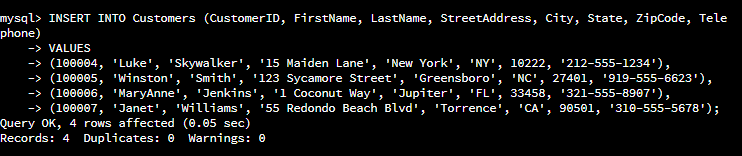 mysql> INSERT INTO Customers (CustomerID, FirstName, LastName, StreetAddress, City, State, ZipCode, Tele
phone)
    -> VALUES
    -> (100004, 'Luke', 'Skywalker', '15 Maiden Lane', 'New York', 'NY', 10222, '212-555-1234'),
    -> (100005, 'Winston', 'Smith', '123 Sycamore Street', 'Greensboro', 'NC', 27401, '919-555-6623'),
    -> (100006, 'MaryAnne', 'Jenkins', '1 Coconut Way', 'Jupiter', 'FL', 33458, '321-555-8907'),
    -> (100007, 'Janet', 'Williams', '55 Redondo Beach Blvd', 'Torrence', 'CA', 90501, '310-555-5678');
Query OK, 4 rows affected (0.05 sec)
Records: 4  Duplicates: 0  Warnings: 0